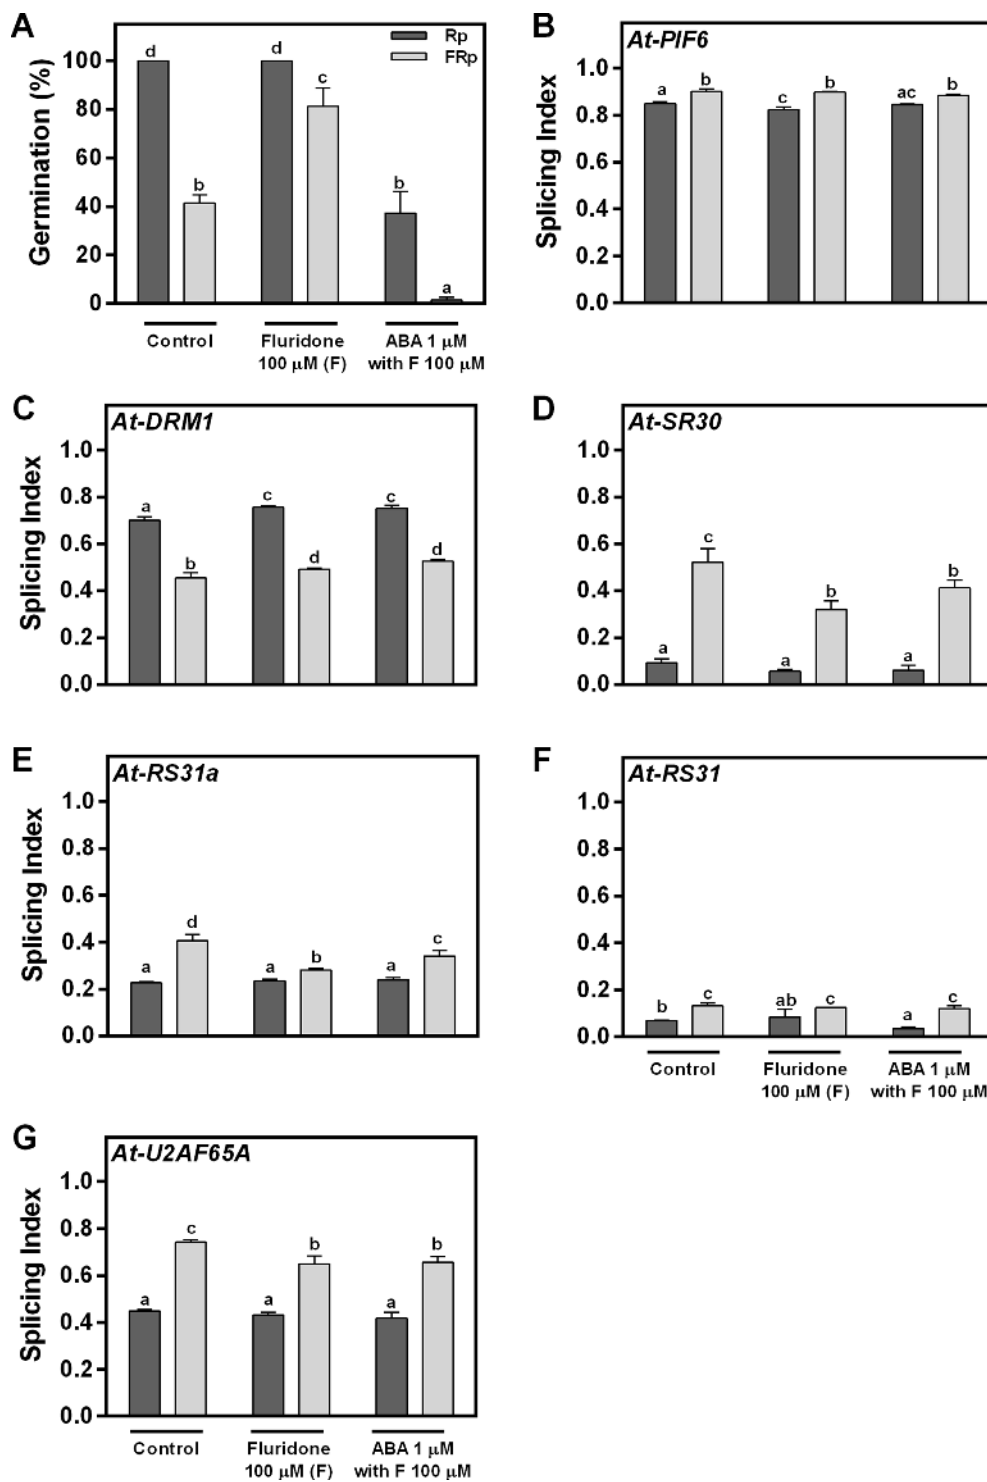 A
Germination (%)
100
80
60
40
20
0
Rp
FRp
d
b
d
c
b
a
Control
Fluridone
100 μM (F)
ABA 1 μM
with F 100 μM
B
At-PIF6
Splicing Index
1.0
0.8
0.6
0.4
0.2
0.0
a
b
c
b
ac
b
C
At-DRM1
Splicing Index
1.0
0.8
0.6
0.4
0.2
0.0
a
b
c
d
c
d
D
At-SR30
Splicing Index
1.0
0.8
0.6
0.4
0.2
0.0
a
c
a
b
a
b
E
At-RS31a
Splicing Index
1.0
0.8
0.6
0.4
0.2
0.0
a
d
a
b
a
c
F
At-RS31
Splicing Index
1.0
0.8
0.6
0.4
0.2
0.0
b
c
ab
c
a
c
Control
Fluridone
100 μM (F)
ABA 1 μM
with F 100 μM
G
At-U2AF65A
Splicing Index
1.0
0.8
0.6
0.4
0.2
0.0
a
c
a
b
a
b
Control
Fluridone
100 μM (F)
ABA 1 μM
with F 100 μM